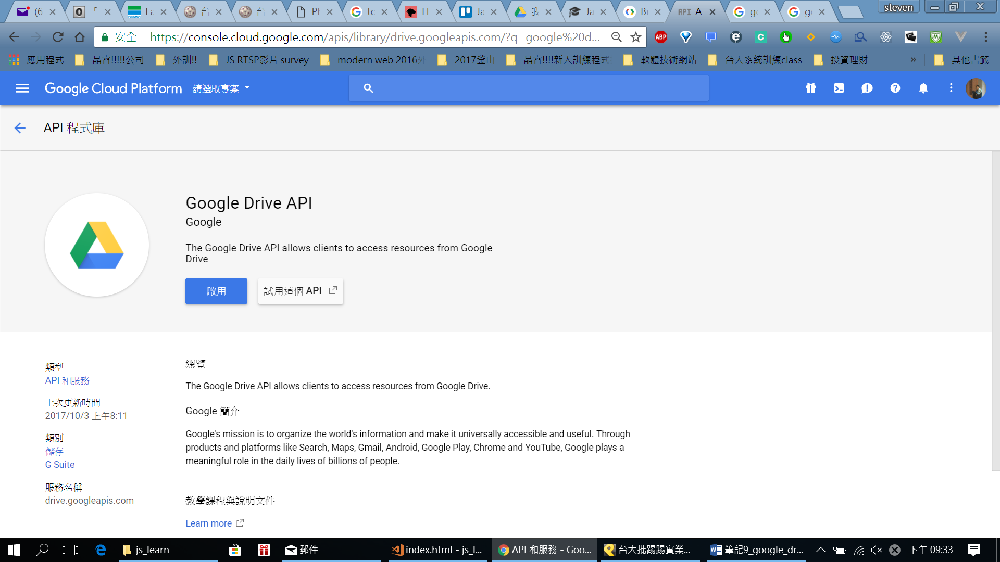 (6
「
Fa
台
台
Pl
tc
H
Ja
我
Ja
Bı
API A
g
g
steven
安全
https://console.cloud.google.com/apis/library/drive.googleapis.com/?q=google%20d...
ABP
應用程式
晶睿!!!!!公司
外訓!!
JS RTSP影片 survey
modern web 2016外
2017釜山
晶睿!!!!新人訓練程式
軟體技術網站
台大系統訓練class
投資理財
»
其他書籤
Google Cloud Platform
請選取專案
API 程式庫
Google Drive API
Google
The Google Drive API allows clients to access resources from Google
Drive
啟用
試用這個 API
類型
API 和服務
上次更新時間
2017/10/3 上午8:11
類別
儲存
G Suite
服務名稱
drive.googleapis.com
總覽
The Google Drive API allows clients to access resources from Google Drive.
Google 簡介
Google's mission is to organize the world's information and make it universally accessible and useful. Through
products and platforms like Search, Maps, Gmail, Android, Google Play, Chrome and YouTube, Google plays a
meaningful role in the daily lives of billions of people.
教學課程與說明文件
Learn more
js_learn
郵件
index.html - js_l...
API 和服務 - Goo...
台大批踢踢實業...
筆記9_google_dr...
下午 09:33